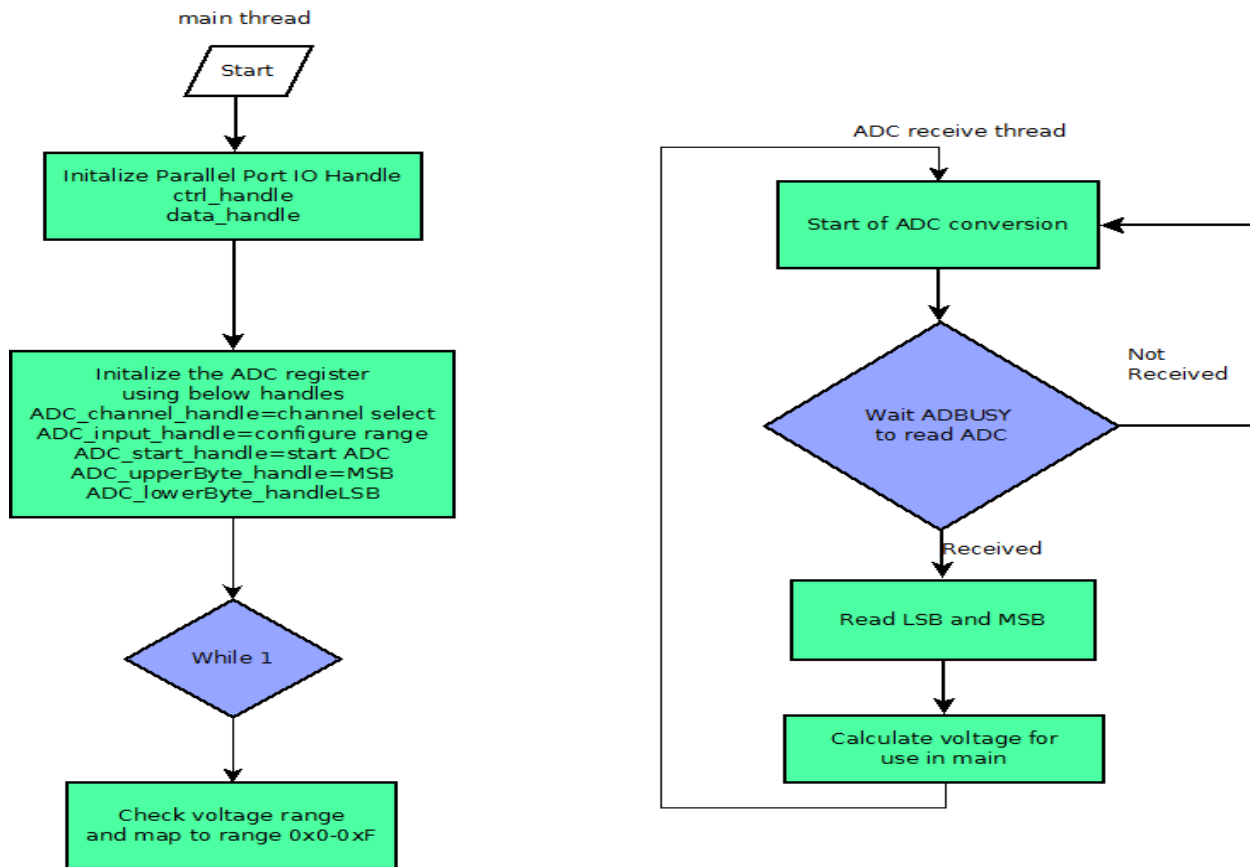 main thread
Start
Initalize Parallel Port IO Handle
ctrl_handle
data_handle
Initalize the ADC register
using below handles
ADC_channel_handle=channel select
ADC_input_handle=configure range
ADC_start_handle=start ADC
ADC_upperByte_handle=MSB
ADC_lowerByte_handleLSB
While 1
Check voltage range
and map to range 0x0-0xF
ADC receive thread
Start of ADC conversion
Wait ADBUSY
to read ADC
Not
Received
Received
Read LSB and MSB
Calculate voltage for
use in main